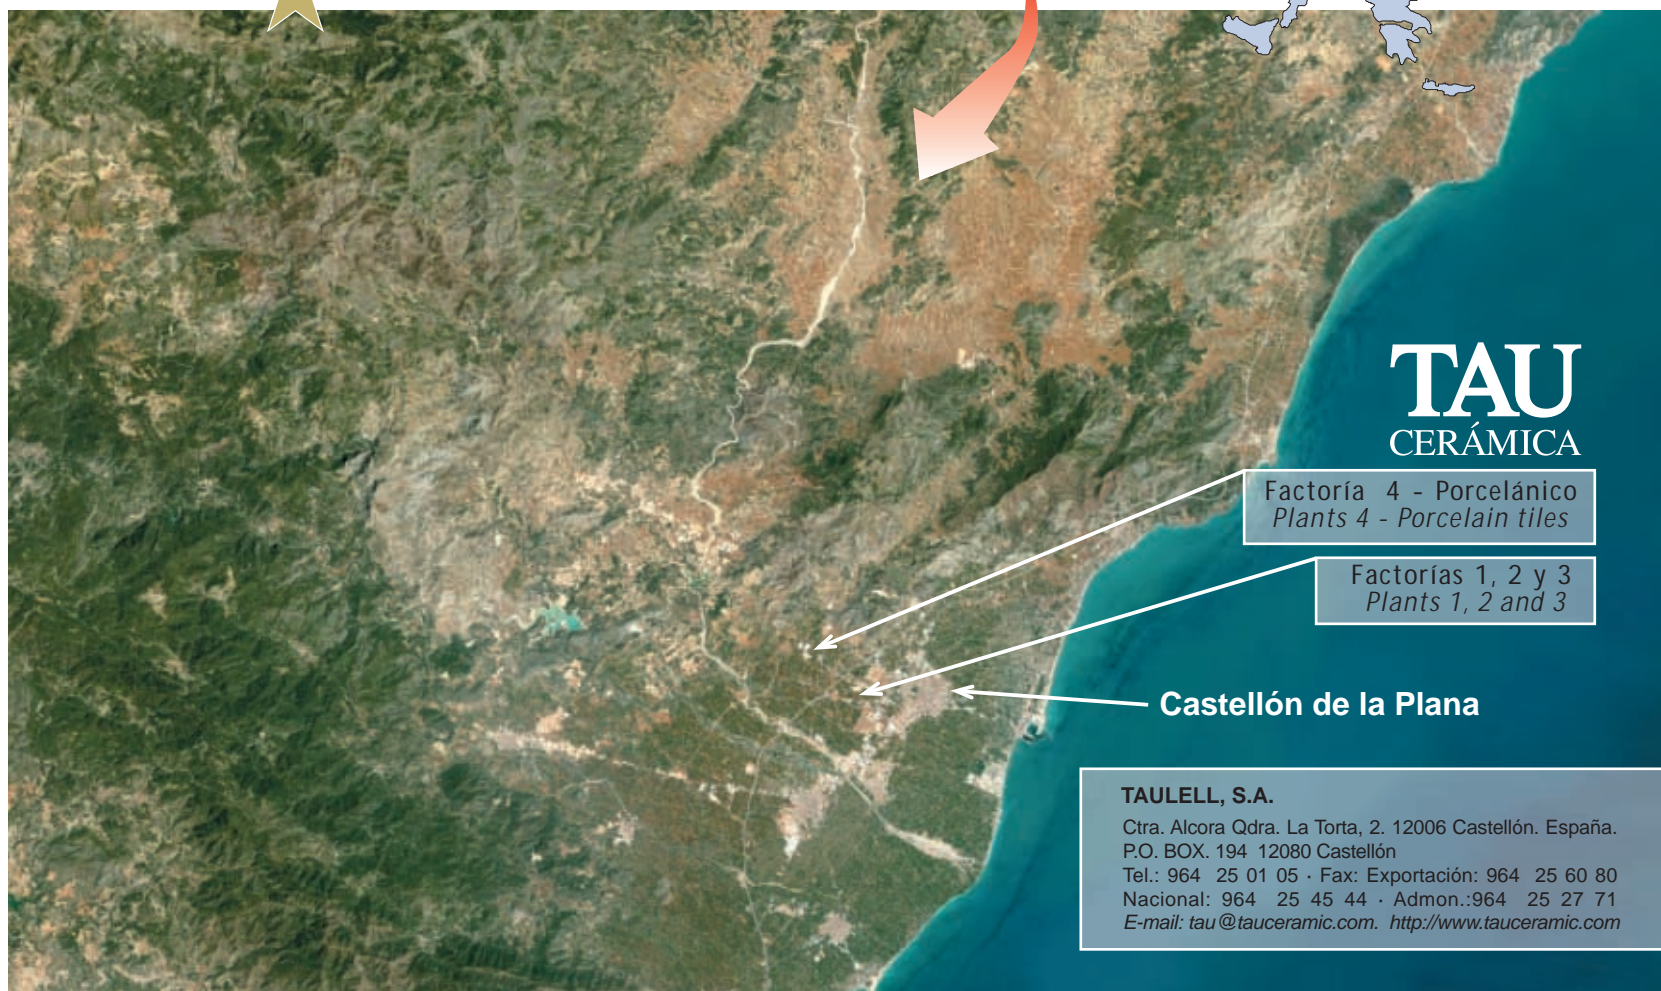 TAU
CERÁMICA
Factoría 4 - Porcelánico
Plants 4 - Porcelain tiles
Factorías 1, 2 y 3
Plants 1, 2 and 3
Castellón de la Plana
TAULELL, S.A.
Ctra. Alcora Qdra. La Torta, 2. 12006 Castellón. España.
P.O. BOX. 194 12080 Castellón
Tel.: 964 25 01 05 · Fax: Exportación: 964 25 60 80
Nacional: 964 25 45 44 · Admon.:964 25 27 71
E-mail: tau@tauceramic.com. http://www.tauceramic.com